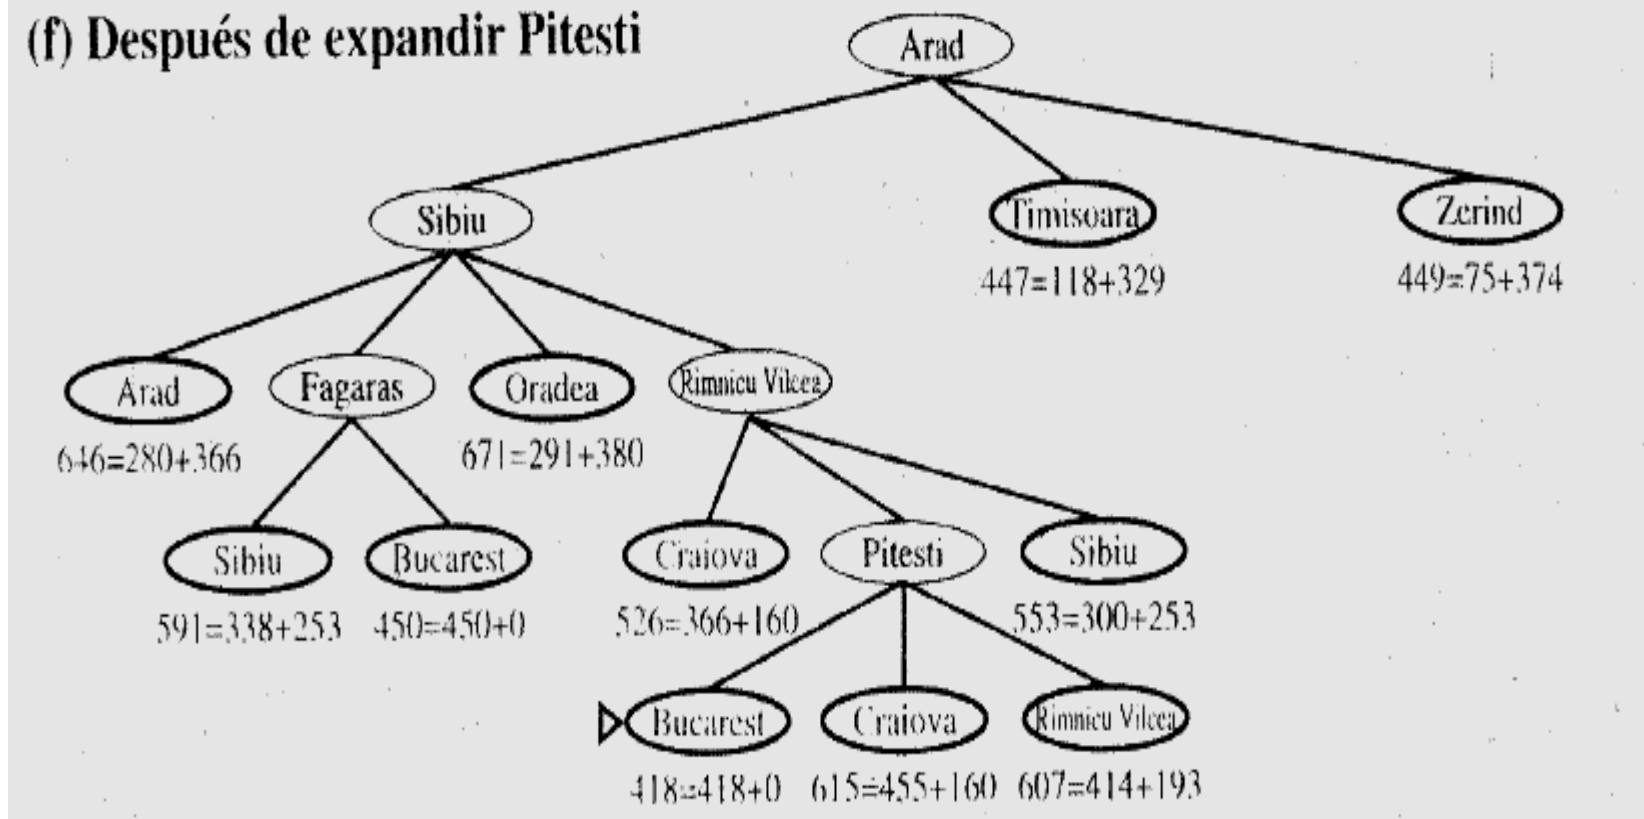 (f) Después de expandir Pitesti
Arad
Sibiu
Timisoara
Zerind
447=118+329
449=75+374
Arad
Fagaras
Oradea
Rimnicu Vilcea
646=280+366
671=291+380
Sibiu
Bucarest
Craiova
Pitesti
Sibiu
591=338+253
450=450+0
526=366+160
553=300+253
Bucarest
Craiova
Rimnicu Vilcea
418=418+0
615=455+160
607=414+193